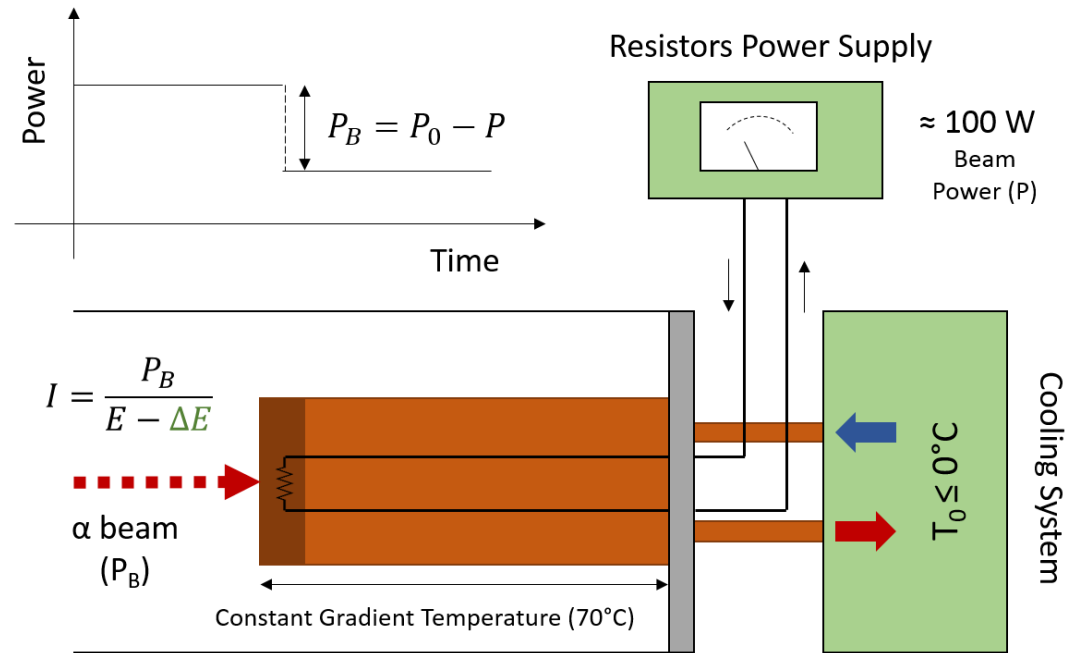 Power
P_B = P_0 − P
Time
Resistors Power Supply
≈ 100 W
Beam
Power (P)
I = P_B / (E − ΔE)
α beam
(P_B)
Constant Gradient Temperature (70°C)
T_0 ≤ 0°C
Cooling System